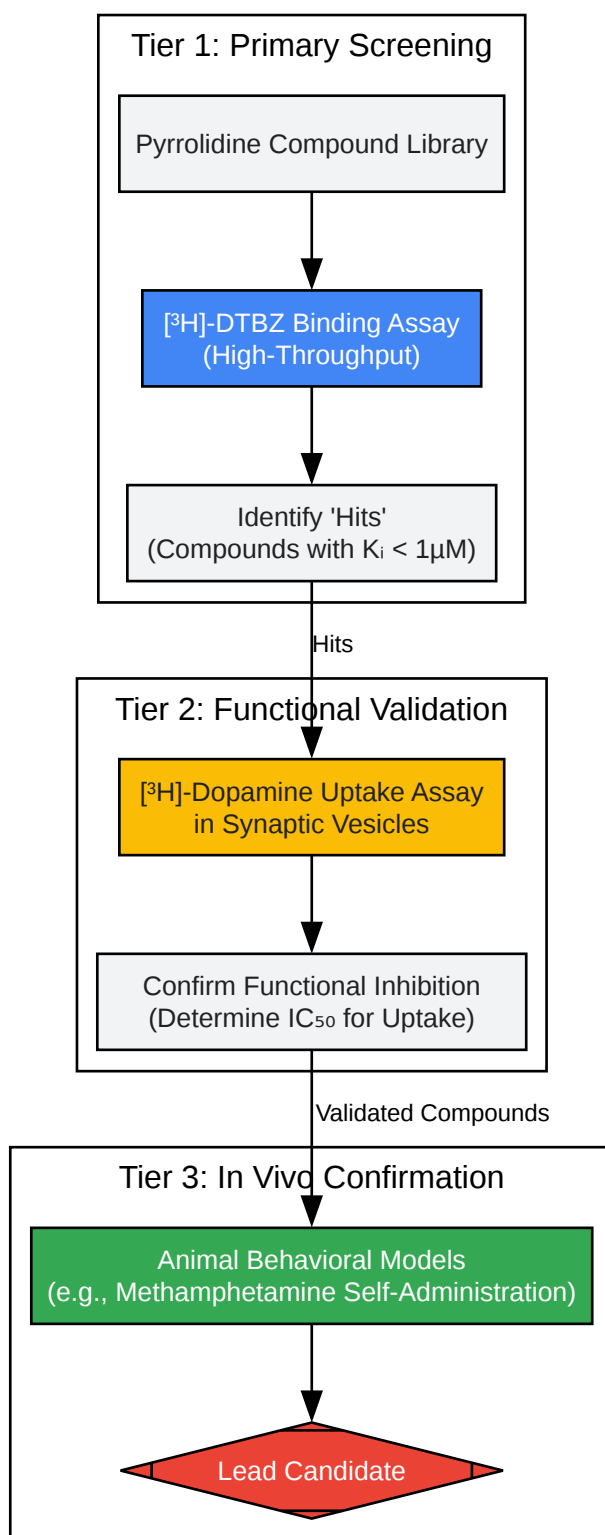 Tier 1: Primary Screening
Pyrrolidine Compound Library
[³H]-DTBZ Binding Assay
(High-Throughput)
Identify 'Hits'
(Compounds with Kᵢ < 1µM)
Hits
Tier 2: Functional Validation
[³H]-Dopamine Uptake Assay
in Synaptic Vesicles
Confirm Functional Inhibition
(Determine IC₅₀ for Uptake)
Validated Compounds
Tier 3: In Vivo Confirmation
Animal Behavioral Models
(e.g., Methamphetamine Self-Administration)
Lead Candidate